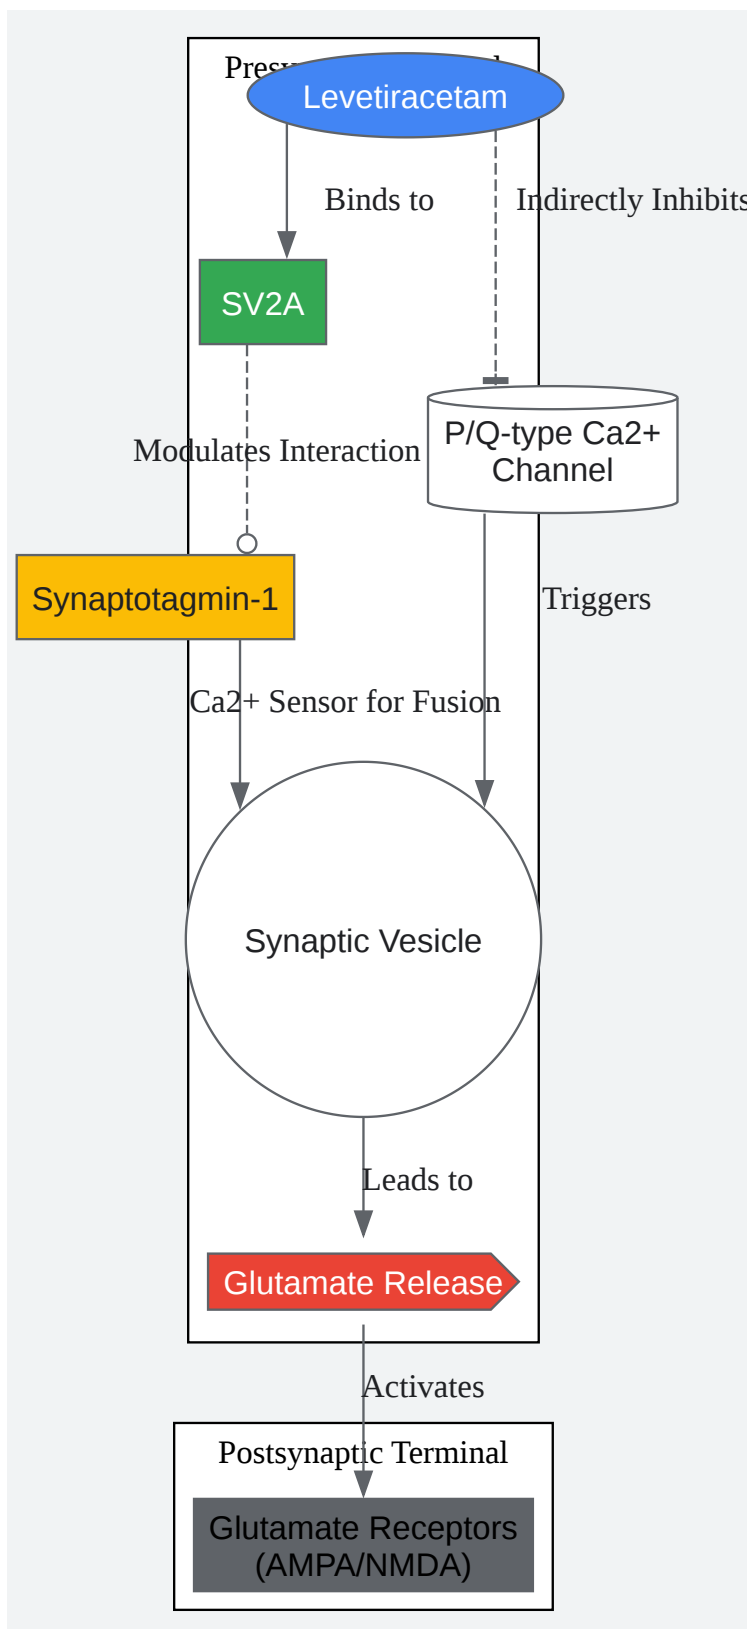 Levetiracetam
Binds to
Indirectly Inhibits
SV2A
P/Q-type Ca2+
Channel
Modulates Interaction
Synaptotagmin-1
Triggers
Ca2+ Sensor for Fusion
Synaptic Vesicle
Leads to
Glutamate Release
Activates
Postsynaptic Terminal
Glutamate Receptors
(AMPA/NMDA)